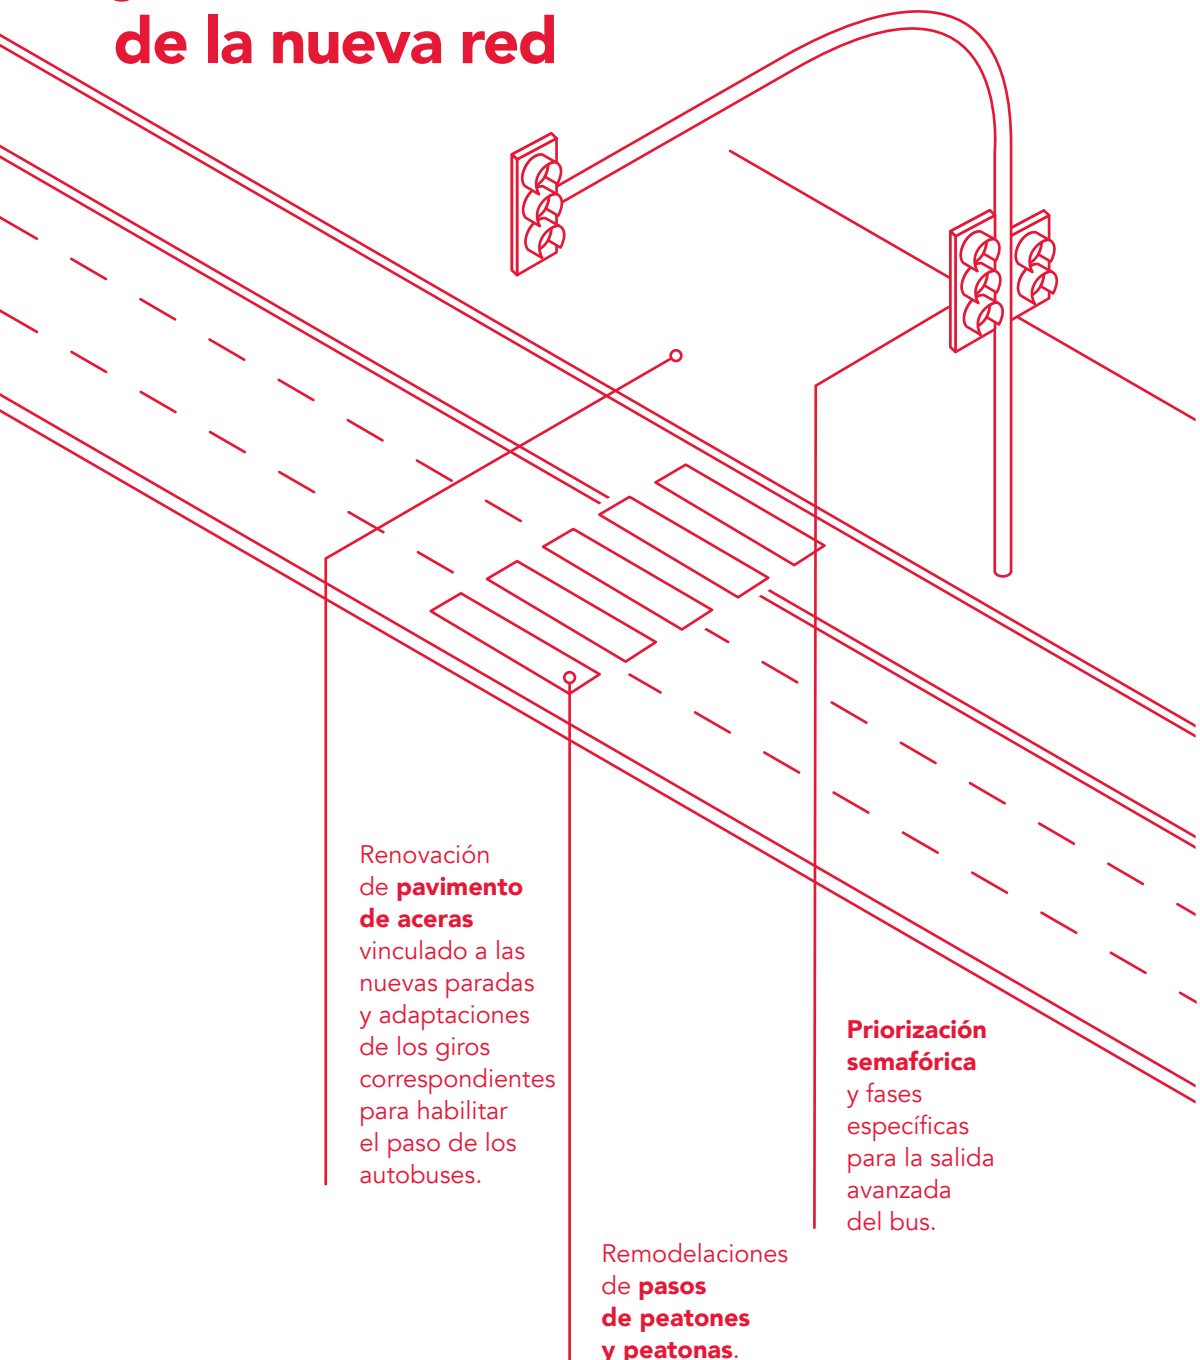 de la nueva red
Renovación
de pavimento
de aceras
vinculado a las
nuevas paradas
y adaptaciones
de los giros
correspondientes
para habilitar
el paso de los
autobuses.
Priorización
semafórica
y fases
específicas
para la salida
avanzada
del bus.
Remodelaciones
de pasos
de peatones
y peatonas.